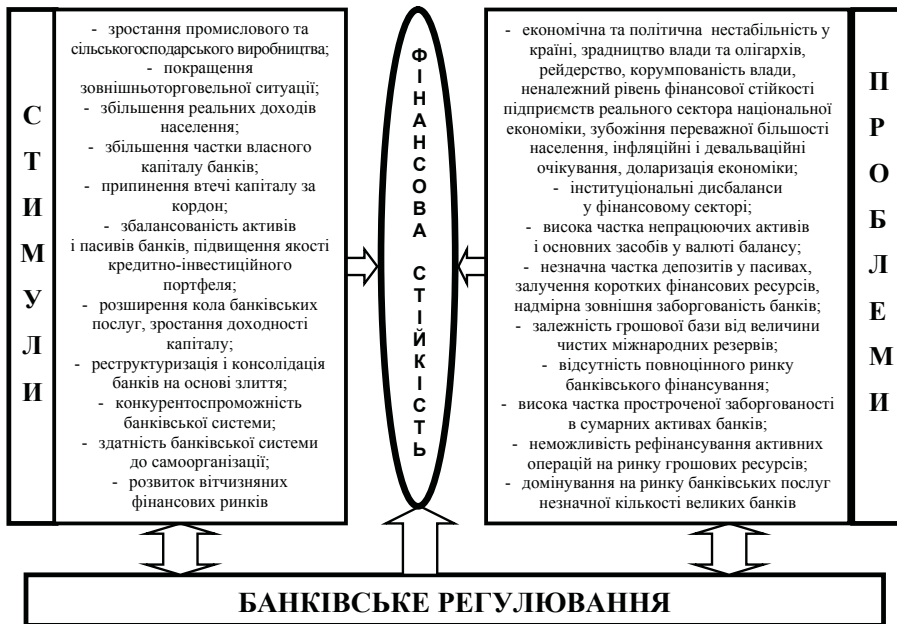 СТИМУЛИ
- зростання промислового та
сільськогосподарського виробництва;
- покращення
зовнішньоторговельної ситуації;
- збільшення реальних доходів
населення;
- збільшення частки власного
капіталу банків;
- припинення втечі капіталу за
кордон;
- збалансованість активів
і пасивів банків, підвищення якості
кредитно-інвестиційного
портфеля;
- розширення кола банківських
послуг, зростання доходності
капіталу;
- реструктуризація і консолідація
банків на основі злиття;
- конкурентоспроможність
банківської системи;
- здатність банківської системи
до самоорганізації;
- розвиток вітчизняних
фінансових ринків
ФІНАНСОВА СТІЙКІСТЬ
- економічна та політична нестабільність у
країні, зрадництво влади та олігархів,
рейдерство, корумпованість влади,
неналежний рівень фінансової стійкості
підприємств реального сектора національної
економіки, зубожіння переважної більшості
населення, інфляційні і девальваційні
очікування, доларизація економіки;
- інституціональні дисбаланси
у фінансовому секторі;
- висока частка непрацюючих активів
і основних засобів у валюті балансу;
- незначна частка депозитів у пасивах,
залучення коротких фінансових ресурсів,
надмірна зовнішня заборгованість банків;
- залежність грошової бази від величини
чистих міжнародних резервів;
- відсутність повноцінного ринку
банківського фінансування;
- висока частка простроченої заборгованості
в сумарних активах банків;
- неможливість рефінансування активних
операцій на ринку грошових ресурсів;
- домінування на ринку банківських послуг
незначної кількості великих банків
ПРОБЛЕМИ
БАНКІВСЬКЕ РЕГУЛЮВАННЯ